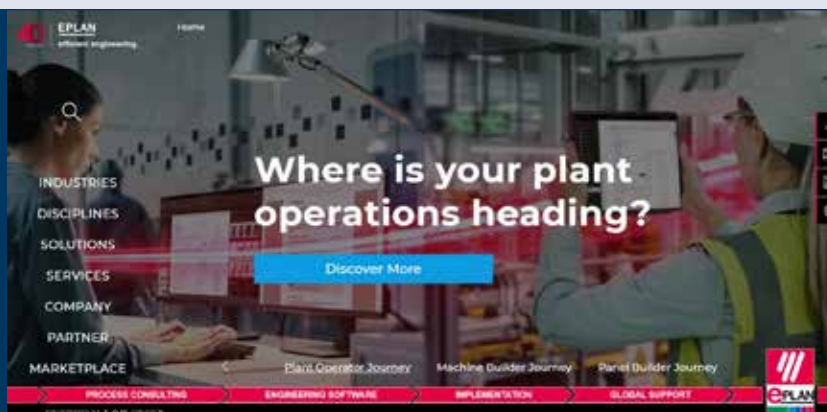 EPLAN
efficient engineering.
Home
INDUSTRIES
DISCIPLINES
SOLUTIONS
SERVICES
COMPANY
PARTNER
MARKETPLACE
Where is your plant
operations heading?
Discover More
Plant Operator Journey
Machine Builder Journey
Panel Builder Journey
PROCESS CONSULTING
ENGINEERING SOFTWARE
IMPLEMENTATION
GLOBAL SUPPORT
ePLAN